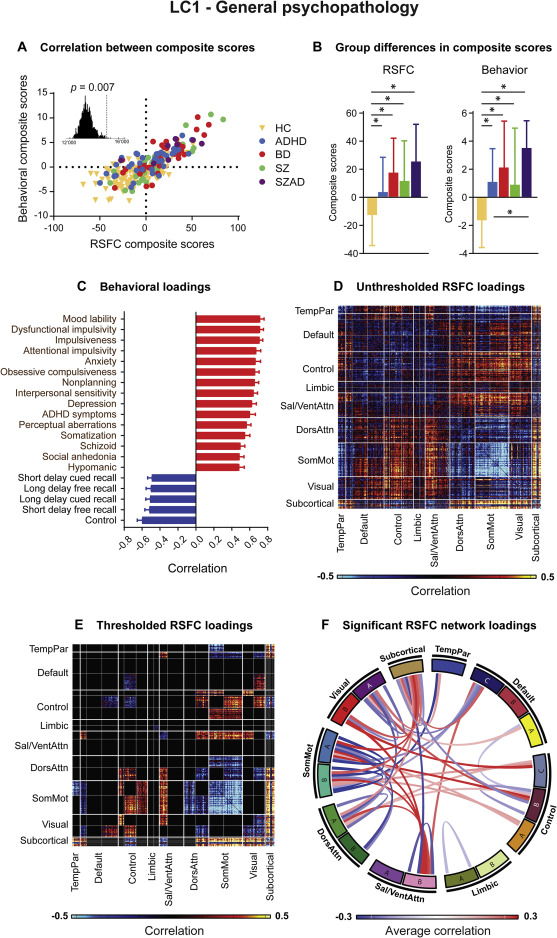 LC1 - General psychopathology
A Correlation between composite scores
p = 0.007
12'000 16'000
Behavioral composite scores
15
10
5
0
-5
-10
-100 -50 0 50 100
RSFC composite scores
HC
ADHD
BD
SZ
SZAD
B Group differences in composite scores
RSFC
Composite scores
60
40
20
0
-20
-40
* * * *
Behavior
Composite scores
6
4
2
0
-2
-4
* * * * *
C Behavioral loadings
Mood lability
Dysfunctional impulsivity
Impulsiveness
Attentional impulsivity
Anxiety
Obsessive compulsiveness
Nonplanning
Interpersonal sensitivity
Depression
ADHD symptoms
Perceptual aberrations
Somatization
Schizoid
Social anhedonia
Hypomanic
Short delay cued recall
Long delay free recall
Long delay cued recall
Short delay free recall
Control
-0.8 -0.6 -0.4 -0.2 0.0 0.2 0.4 0.6 0.8
Correlation
D Unthresholded RSFC loadings
TempPar
Default
Control
Limbic
Sal/VentAttn
DorsAttn
SomMot
Visual
Subcortical
TempPar
Default
Control
Limbic
Sal/VentAttn
DorsAttn
SomMot
Visual
Subcortical
-0.5 0.5
Correlation
E Thresholded RSFC loadings
TempPar
Default
Control
Limbic
Sal/VentAttn
DorsAttn
SomMot
Visual
Subcortical
TempPar
Default
Control
Limbic
Sal/VentAttn
DorsAttn
SomMot
Visual
Subcortical
-0.5 0.5
Correlation
F Significant RSFC network loadings
Subcortical
TempPar
Default
C
B
A
Control
C
B
A
Limbic
B
A
Sal/VentAttn
B
A
DorsAttn
B
A
SomMot
B
A
Visual
B
A
-0.3 0.3
Average correlation